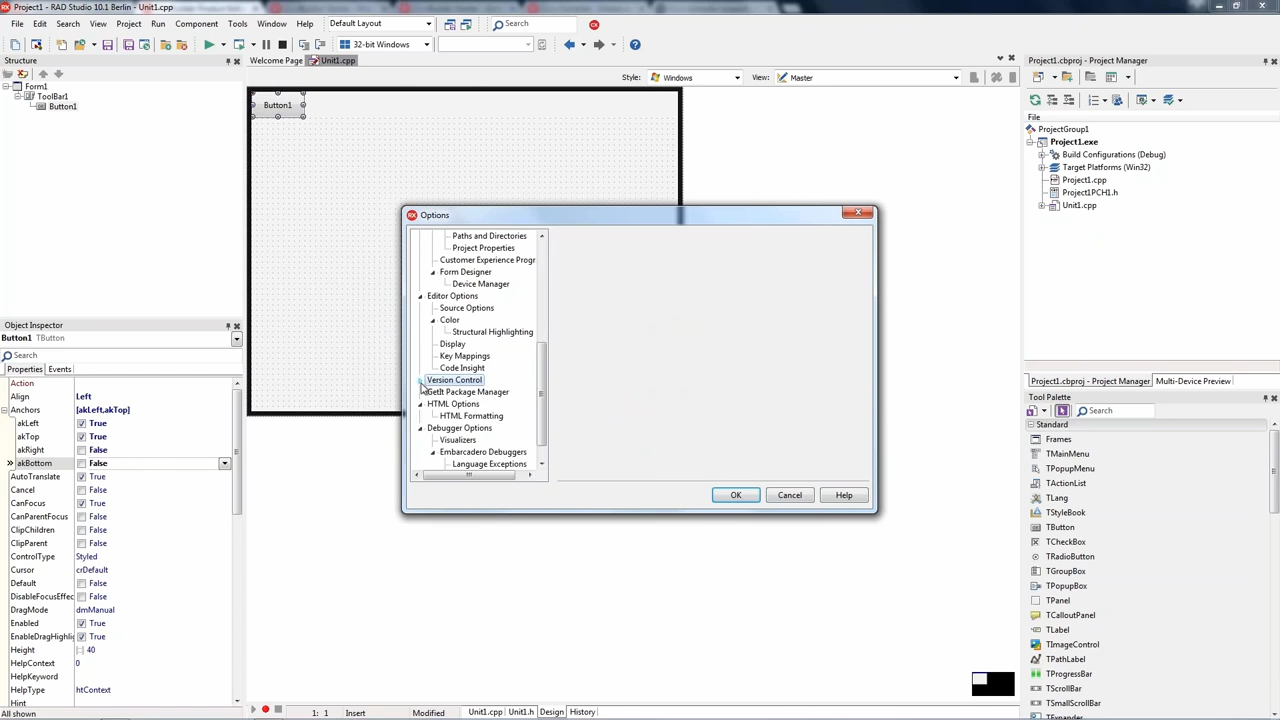 Project1 - RAD Studio 10.1 Berlin - Unit1.cpp
File Edit Search View Project Run Component Tools Window Help Default Layout Search
32-bit Windows
Structure Welcome Page Unit1.cpp Project1.cbproj - Project Manager
Style: Windows View: Master
Form1
ToolBar1
Button1
Button1
File
ProjectGroup1
Project1.exe
Build Configurations (Debug)
Target Platforms (Win32)
Project1.cpp
Project1PCH1.h
Unit1.cpp
Options
Paths and Directories
Project Properties
Customer Experience Progr
Form Designer
Device Manager
Editor Options
Source Options
Color
Structural Highlighting
Display
Key Mappings
Code Insight
Version Control
GetIt Package Manager
HTML Options
HTML Formatting
Debugger Options
Visualizers
Embarcadero Debuggers
Language Exceptions
OK Cancel Help
Object Inspector
Button1 TButton
Search
Properties Events
Action
Align Left
Anchors [akLeft,akTop]
akLeft True
akTop True
akRight False
akBottom False
AutoTranslate True
Cancel False
CanFocus True
CanParentFocus False
ClipChildren False
ClipParent False
ControlType Styled
Cursor crDefault
Default False
DisableFocusEffec False
DragMode dmManual
Enabled True
EnableDragHighlig True
Height 40
HelpContext 0
HelpKeyword
HelpType htContext
Hint
All shown
1: 1 Insert Modified Unit1.cpp Unit1.h Design History
Project1.cbproj - Project Manager Multi-Device Preview
Tool Palette
Search
Standard
Frames
TMainMenu
TPopupMenu
TActionList
TLang
TStyleBook
TButton
TCheckBox
TRadioButton
TGroupBox
TPopupBox
TPanel
TCalloutPanel
TLabel
TImageControl
TPathLabel
TProgressBar
TScrollBar
TSmallScrollBar
TExpander